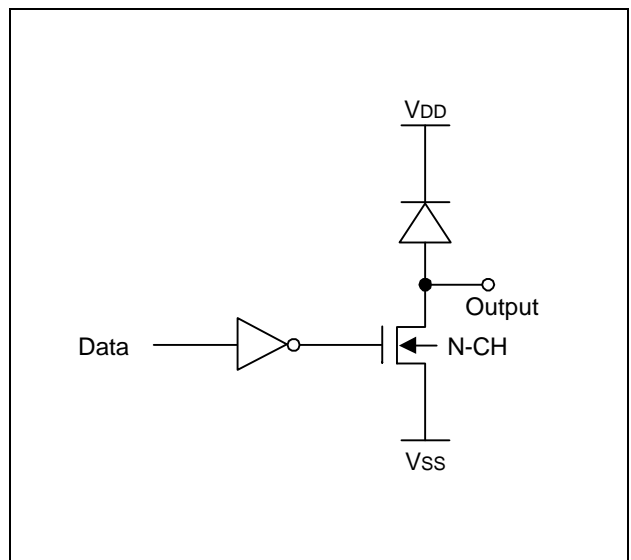 VDD
Output
Data
N-CH
VSS